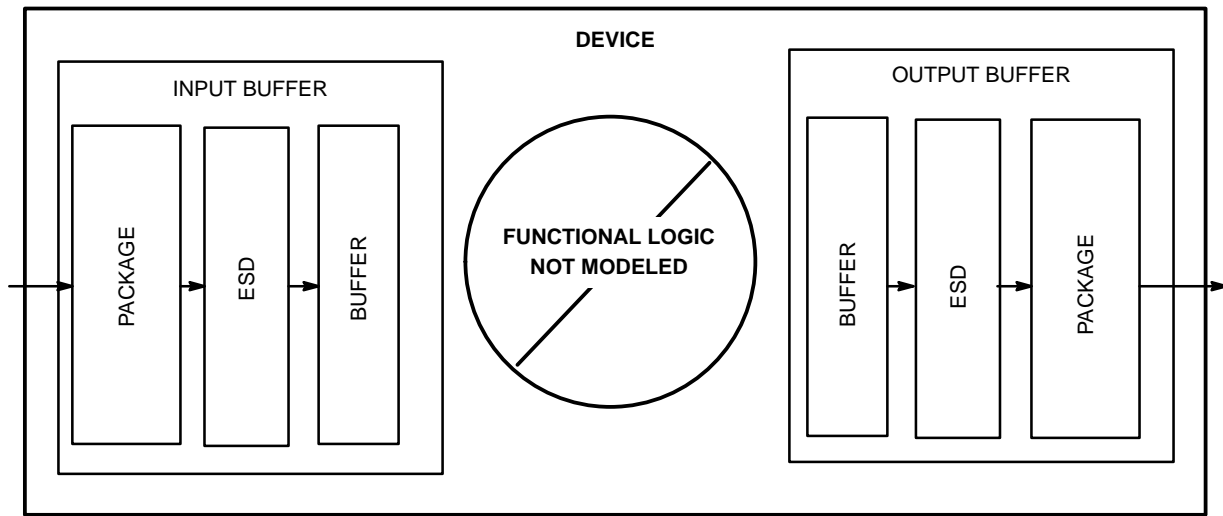 DEVICE
INPUT BUFFER
PACKAGE
ESD
BUFFER
FUNCTIONAL LOGIC
NOT MODELED
OUTPUT BUFFER
BUFFER
ESD
PACKAGE